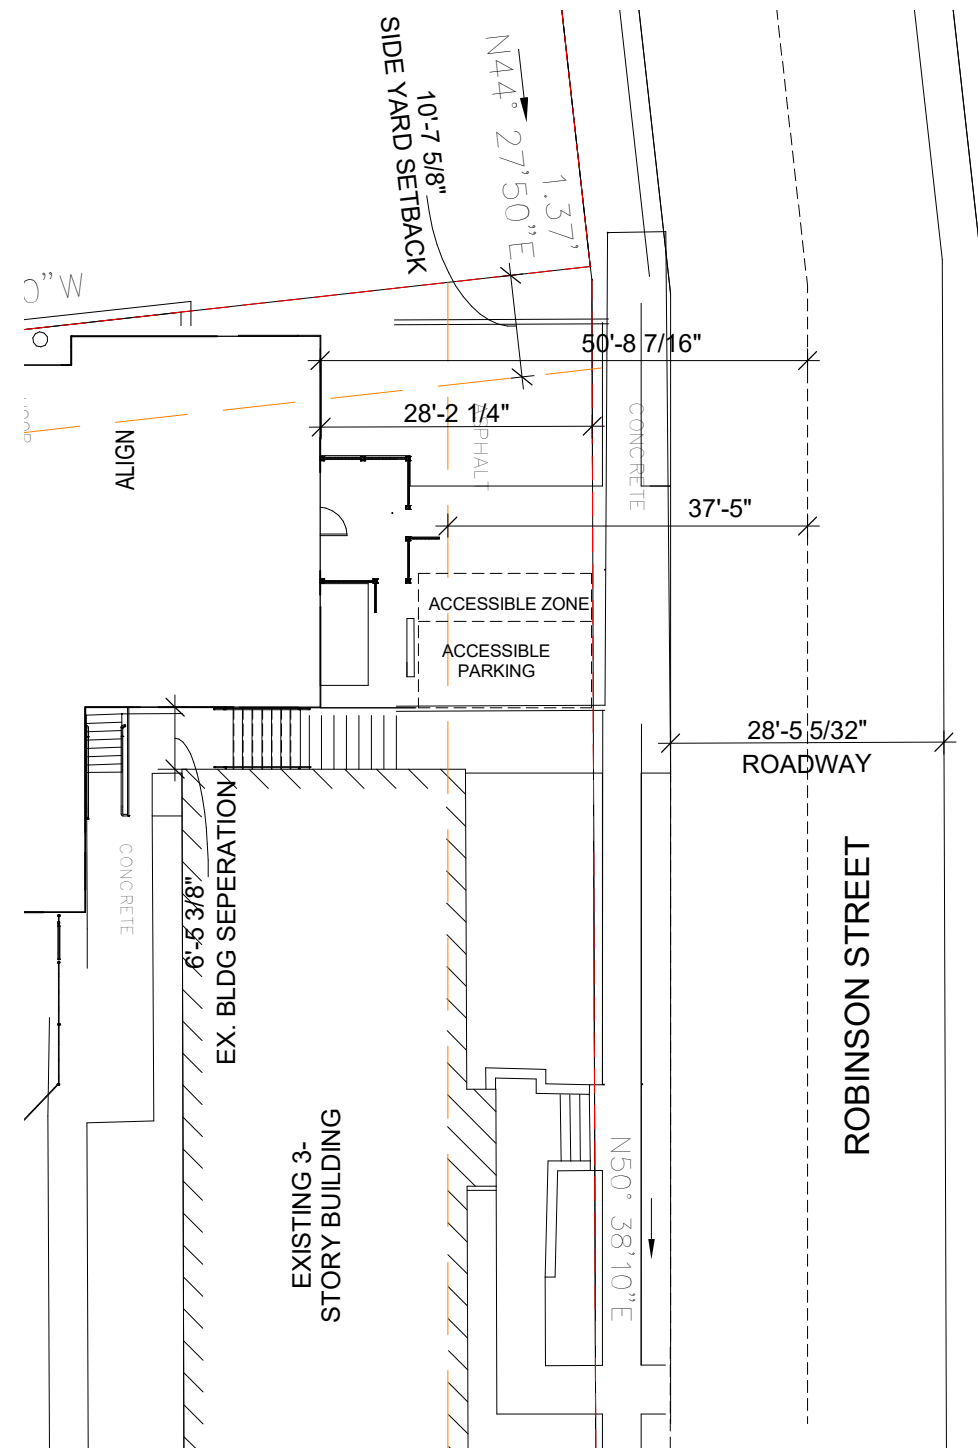 SIDE YARD SETBACK
10'-7 5/8"
N44° 27'50"E
1.37'
W,,0
50'-8 7/16"
28'-2 1/4"
ASPHALT
CONCRETE
ALIGN
37'-5"
ACCESSIBLE ZONE
ACCESSIBLE
PARKING
28'-5 5/32"
ROADWAY
CONCRETE
6'-5 3/8"
EX. BLDG SEPERATION
ROBINSON STREET
EXISTING 3-
STORY BUILDING
N50° 38'10"E